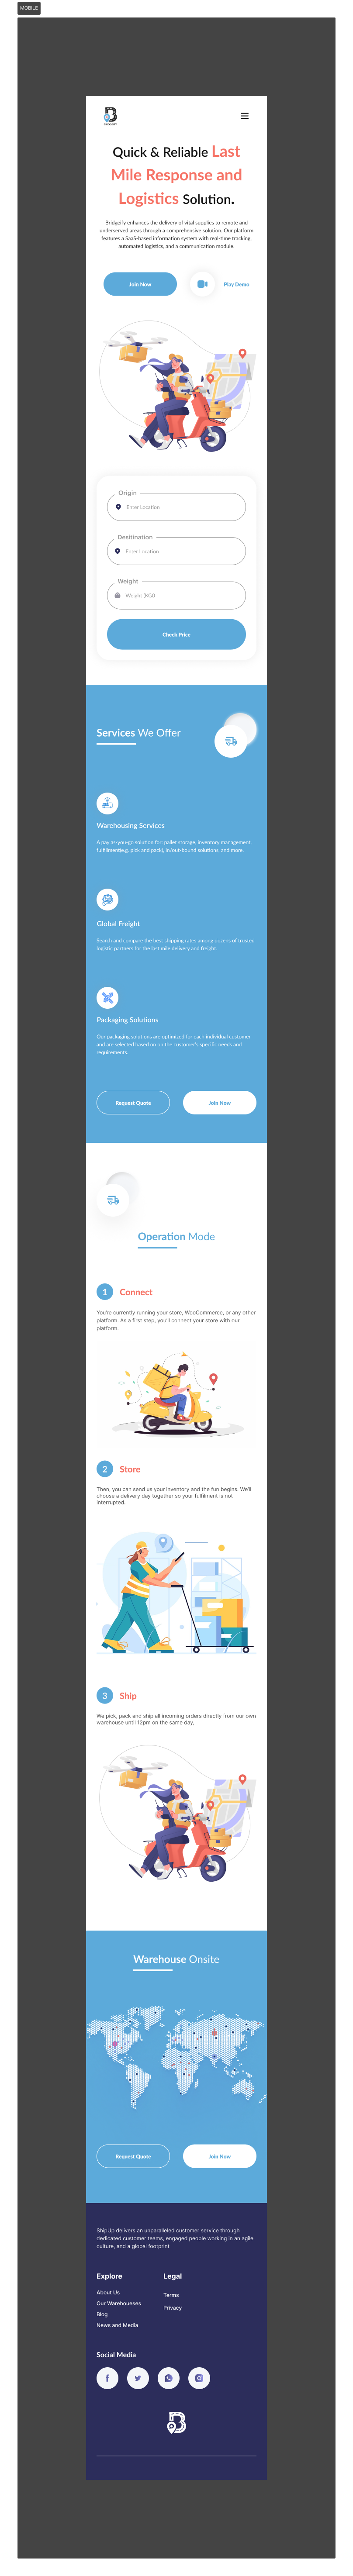 MOBILE
BRIDGEIFY
Quick & Reliable Last
Mile Response and
Logistics Solution.
Bridgeify enhances the delivery of vital supplies to remote and
underserved areas through a comprehensive solution. Our platform
features a SaaS-based information system with real-time tracking,
automated logistics, and a communication module.
Join Now
Play Demo
Origin
Enter Location
Desitination
Enter Location
Weight
Weight (KG)
Check Price
Services We Offer
Warehousing Services
A pay as-you-go solution for: pallet storage, inventory management,
fulfillment(e.g. pick and pack), in/out-bound solutions, and more.
Global Freight
Search and compare the best shipping rates among dozens of trusted
logistic partners for the last mile delivery and freight.
Packaging Solutions
Our packaging solutions are optimized for each individual customer
and are selected based on on the customer's specific needs and
requirements.
Request Quote
Join Now
Operation Mode
1 Connect
You're currently running your store, WooCommerce, or any other
platform. As a first step, you'll connect your store with our
platform.
2 Store
Then, you can send us your inventory and the fun begins. We'll
choose a delivery day together so your fulfilment is not
interrupted.
3 Ship
We pick, pack and ship all incoming orders directly from our own
warehouse until 12pm on the same day,
Warehouse Onsite
Request Quote
Join Now
ShipUp delivers an unparalleled customer service through
dedicated customer teams, engaged people working in an agile
culture, and a global footprint
Explore
Legal
About Us
Terms
Our Warehoueses
Privacy
Blog
News and Media
Social Media